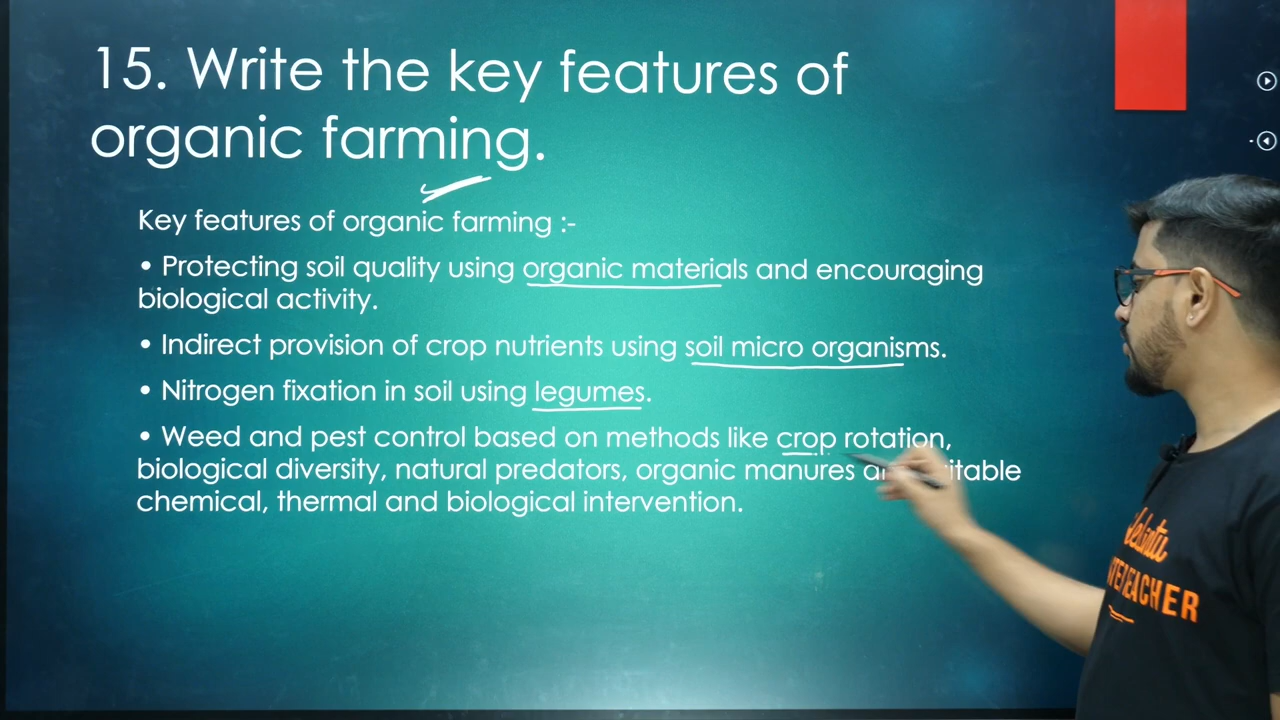 15. Write the key features of
organic farming.
Key features of organic farming :-
• Protecting soil quality using organic materials and encouraging
biological activity.
• Indirect provision of crop nutrients using soil micro organisms.
• Nitrogen fixation in soil using legumes.
• Weed and pest control based on methods like crop rotation,
biological diversity, natural predators, organic manures
chemical, thermal and biological intervention.